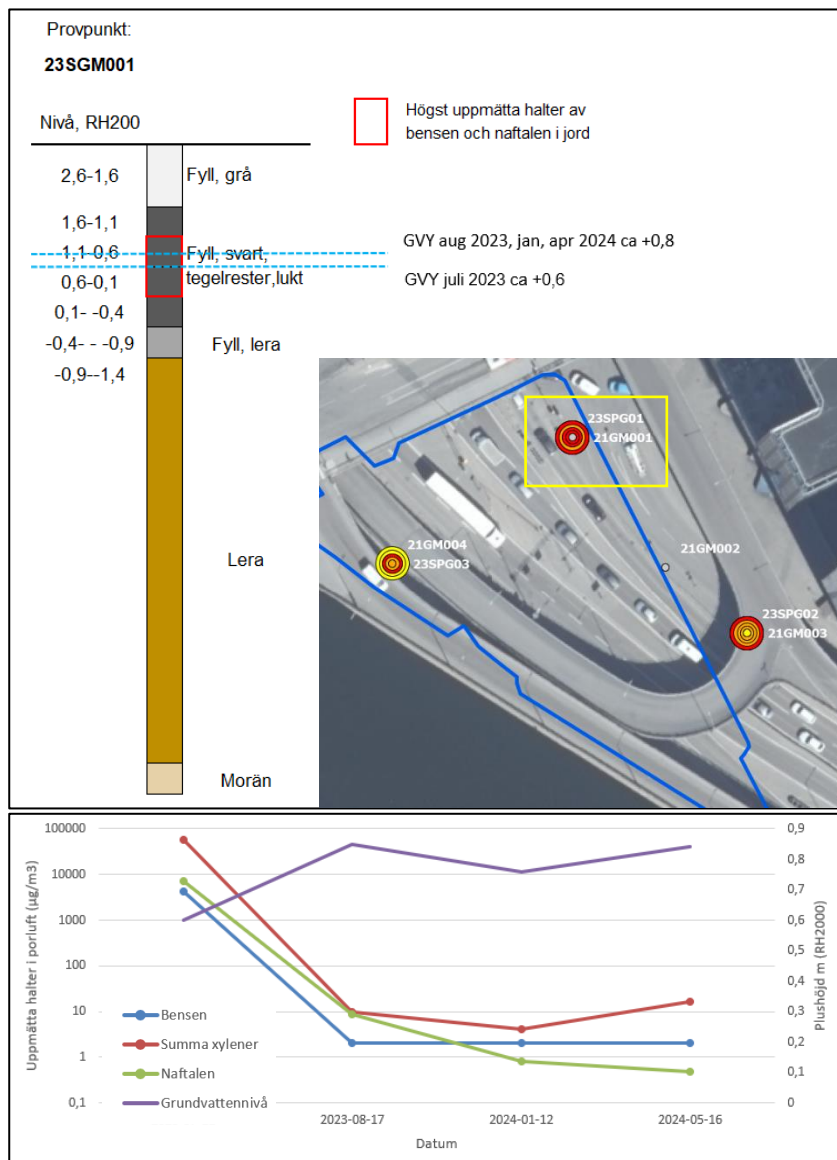 Provpunkt:
23SGM001
Nivå, RH200
Högst uppmätta halter av
bensen och naftalen i jord
2,6-1,6
Fyll, grå
1,6-1,1
1,1-0,6
Fyll, svart,
tegelrester,lukt
0,6-0,1
0,1- -0,4
-0,4- - -0,9
Fyll, lera
-0,9--1,4
Lera
Morän
GVY aug 2023, jan, apr 2024 ca +0,8
GVY juli 2023 ca +0,6
23SPG01
21GM001
21GM004
23SPG03
21GM002
23SPG02
21GM003
Uppmätta halter i porluft (µg/m3)
100000
10000
1000
100
10
1
0,1
Bensen
Summa xylener
Naftalen
Grundvattennivå
2023-08-17
2024-01-12
2024-05-16
Datum
0,9
0,8
0,7
0,6
0,5
0,4
0,3
0,2
0,1
0
Plushöjd m (RH2000)